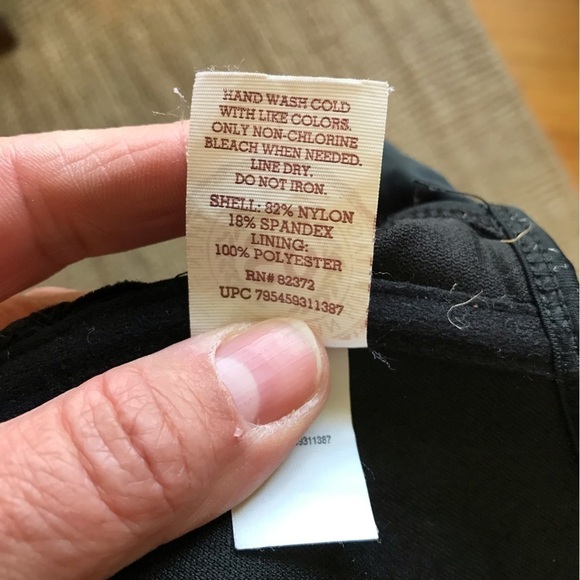 HAND WASH COLD
WITH LIKE COLORS.
ONLY NON-CHLORINE
BLEACH WHEN NEEDED.
LINE DRY.
DO NOT IRON.
SHELL: 82% NYLON
18% SPANDEX
LINING:
100% POLYESTER
RN# 82372
UPC 795459311387
9311387